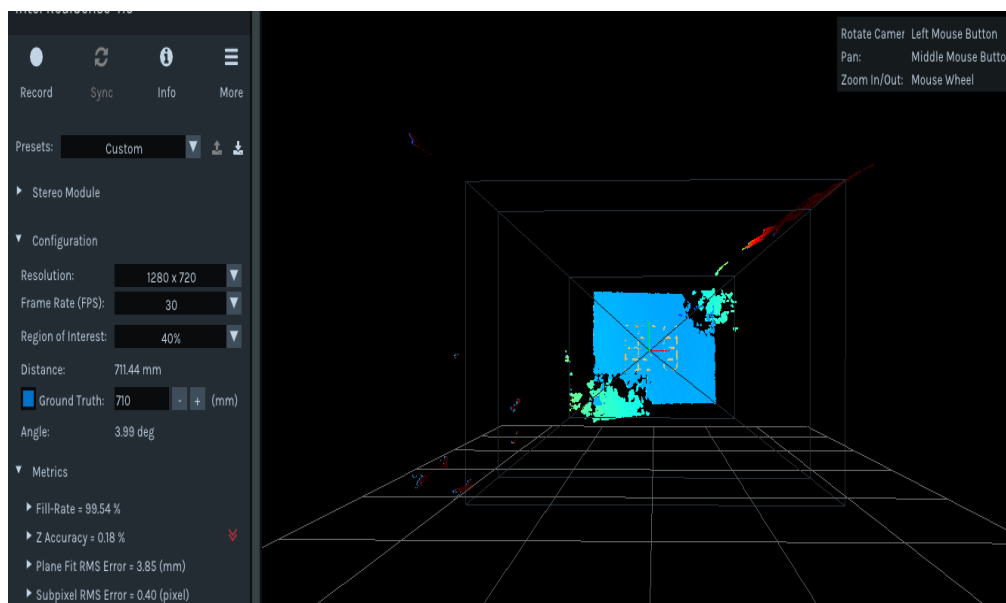 Record
Sync
Info
More
Presets:
Custom
Stereo Module
Configuration
Resolution:
1280 x 720
Frame Rate (FPS):
30
Region of Interest:
40%
Distance:
711.44 mm
Ground Truth:
710
- + (mm)
Angle:
3.99 deg
Metrics
Fill-Rate = 99.54 %
Z Accuracy = 0.18 %
Plane Fit RMS Error = 3.85 (mm)
Subpixel RMS Error = 0.40 (pixel)
Rotate Camer Left Mouse Button
Pan: Middle Mouse Butto
Zoom In/Out: Mouse Wheel